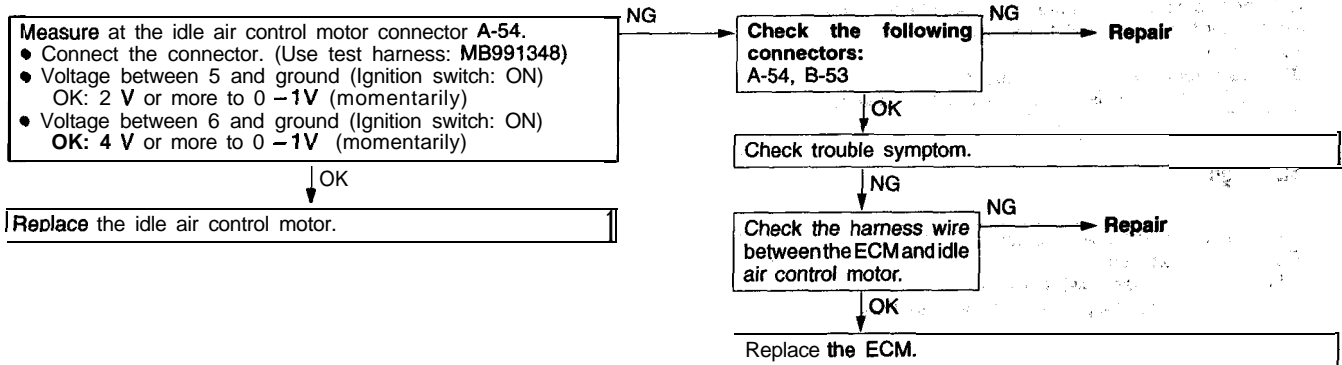 Measure at the idle air control motor connector A-54.
● Connect the connector. (Use test harness: MB991348)
● Voltage between 5 and ground (Ignition switch: ON)
OK: 2 V or more to 0 – 1V (momentarily)
● Voltage between 6 and ground (Ignition switch: ON)
OK: 4 V or more to 0 – 1V (momentarily)
OK
Replace the idle air control motor.
NG
Check the following
connectors:
A-54, B-53
NG
Repair
OK
Check trouble symptom.
NG
Check the harness wire
between the ECM and idle
air control motor.
NG
Repair
OK
Replace the ECM.